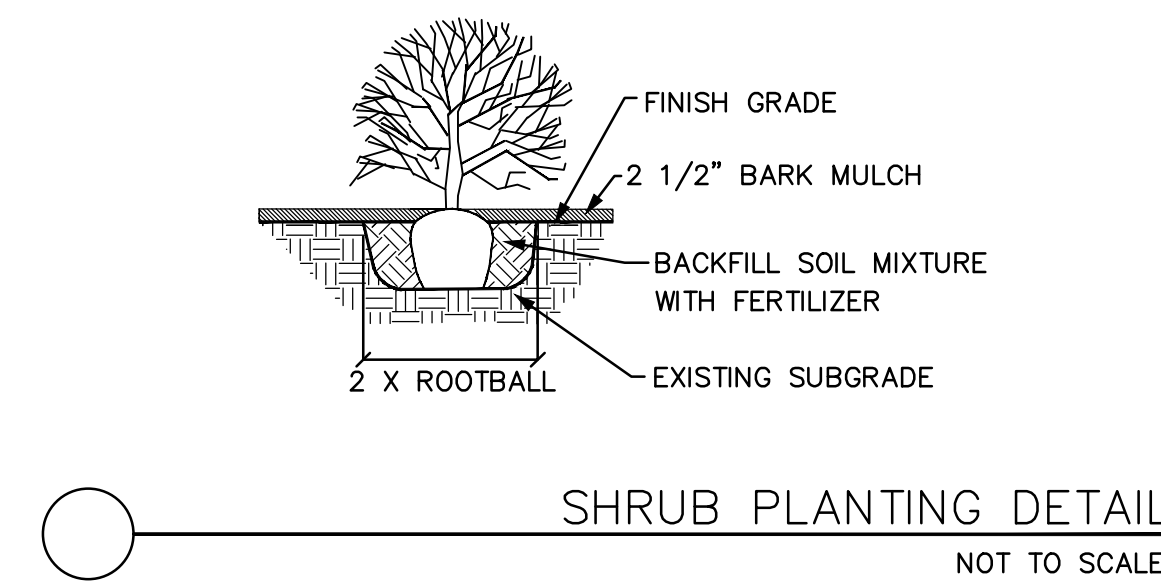 FINISH GRADE
2 1/2" BARK MULCH
BACKFILL SOIL MIXTURE
WITH FERTILIZER
2 X ROOTBALL
EXISTING SUBGRADE
SHRUB PLANTING DETAIL
NOT TO SCALE